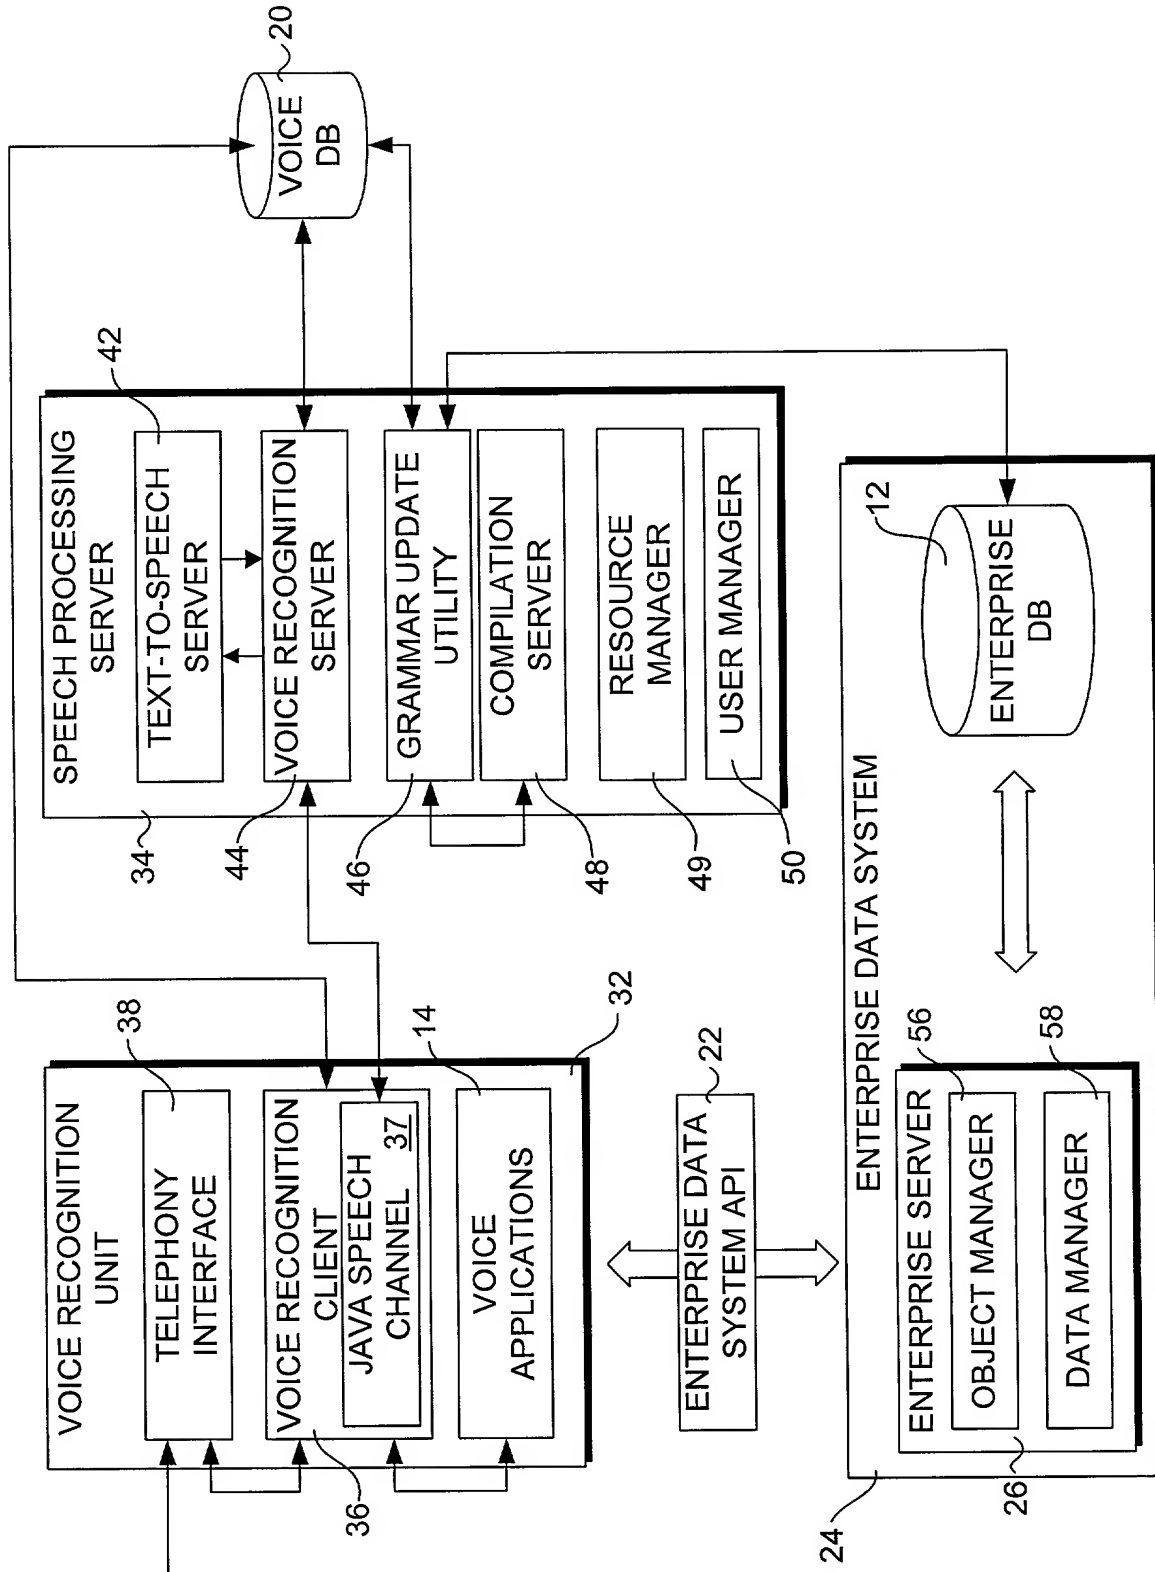 VOICE RECOGNITION
UNIT
38
TELEPHONY
INTERFACE
VOICE RECOGNITION
CLIENT
JAVA SPEECH
CHANNEL 37
14
VOICE
APPLICATIONS
32
36
SPEECH PROCESSING
SERVER
42
TEXT-TO-SPEECH
SERVER
34
VOICE RECOGNITION
SERVER
44
GRAMMAR UPDATE
UTILITY
46
COMPILATION
SERVER
48
RESOURCE
MANAGER
49
USER MANAGER
50
20
VOICE
DB
22
ENTERPRISE DATA
SYSTEM API
ENTERPRISE DATA SYSTEM
ENTERPRISE SERVER
56
OBJECT MANAGER
58
DATA MANAGER
26
24
12
ENTERPRISE
DB